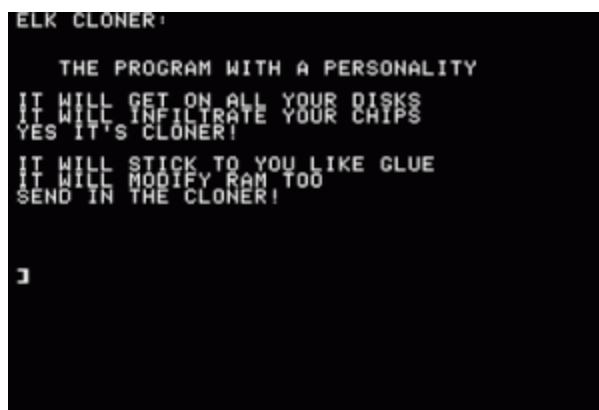 ELK CLONER:
THE PROGRAM WITH A PERSONALITY
IT WILL GET ON ALL YOUR DISKS
IT WILL INFILTRATE YOUR CHIPS
YES IT'S CLONER!
IT WILL STICK TO YOU LIKE GLUE
IT WILL MODIFY RAM TOO
SEND IN THE CLONER!
]